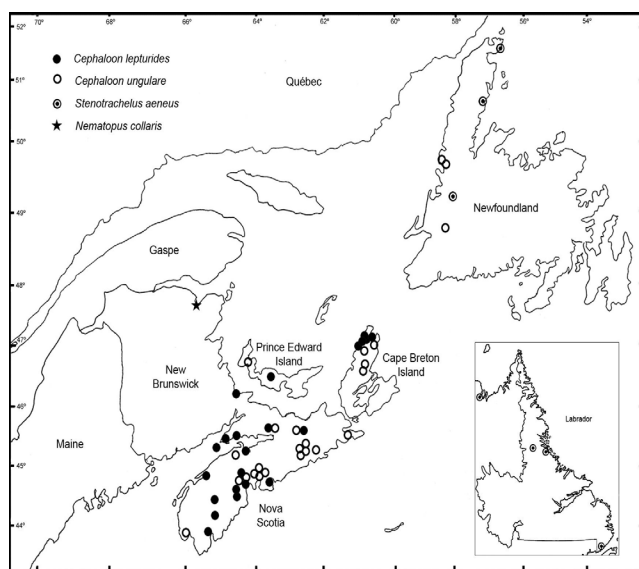 70° 68° 66° 64° 62° 60° 58° 56° 54°
52°
51°
50°
49°
48°
47°
46°
45°
44°
Cephaloon lepturides
Cephaloon ungulare
Stenotrachelus aeneus
Nematopus collaris
Québec
Newfoundland
Gaspe
Prince Edward
Island
Cape Breton
Island
New
Brunswick
Maine
Nova
Scotia
Labrador